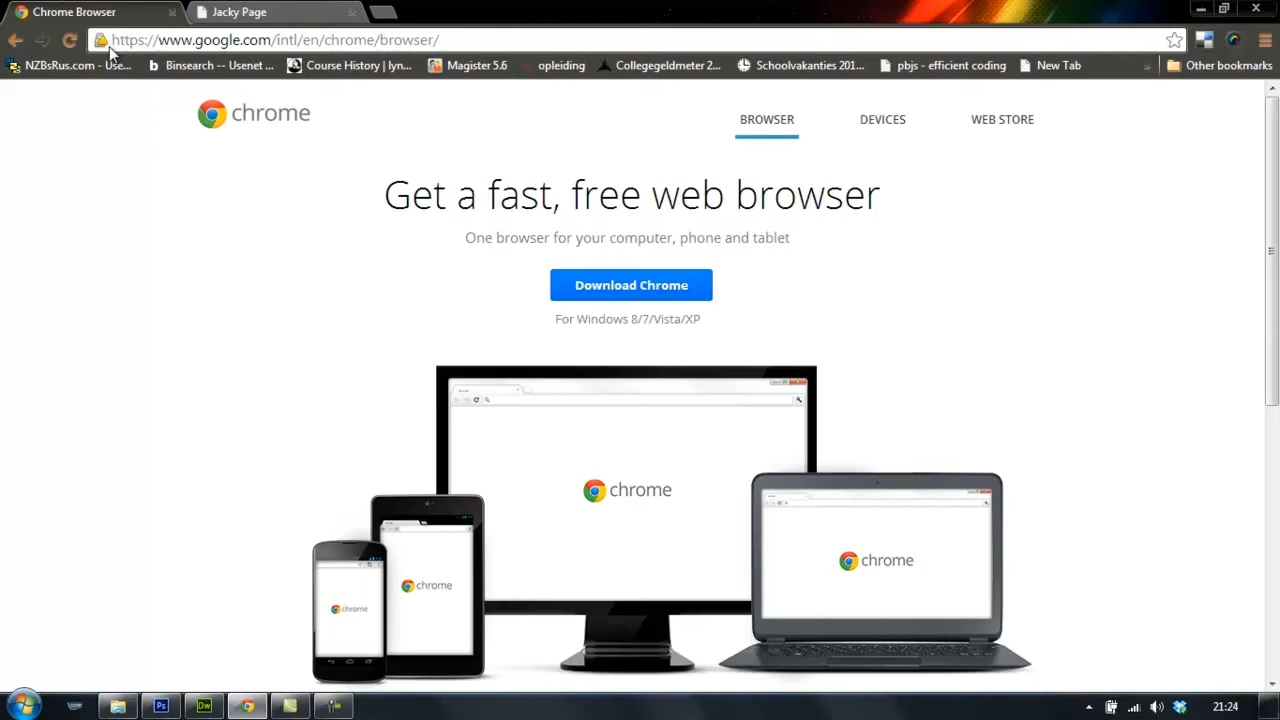 Chrome Browser
Jacky Page
https://www.google.com/intl/en/chrome/browser/
NZBsRus.com - Use...
Binsearch -- Usenet ...
Course History | lyn...
Magister 5.6
opleiding
Collegegeldmeter 2...
Schoolvakanties 201...
pbjs - efficient coding
New Tab
»
Other bookmarks
chrome
BROWSER
DEVICES
WEB STORE
Get a fast, free web browser
One browser for your computer, phone and tablet
Download Chrome
For Windows 8/7/Vista/XP
chrome
chrome
chrome
chrome
Ps
Dw
21:24